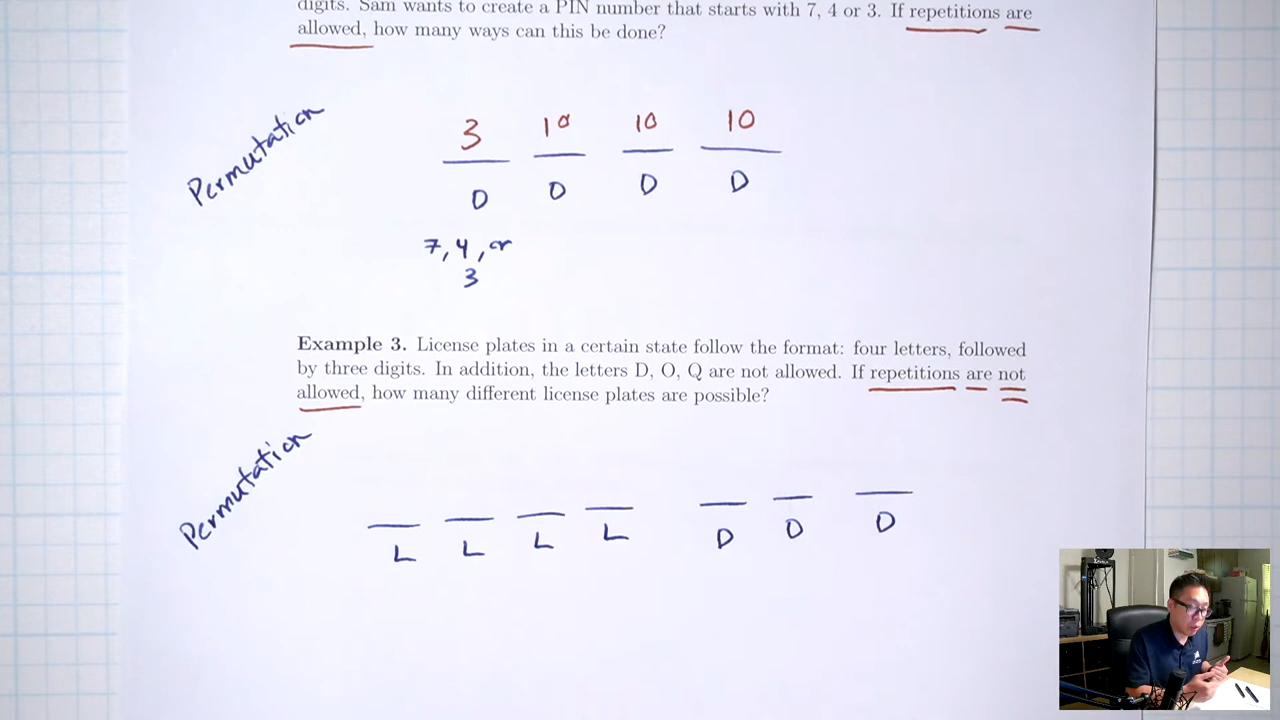 digits. Sam wants to create a PIN number that starts with 7, 4 or 3. If repetitions are
allowed, how many ways can this be done?
Permutation
3 10 10 10
D D D D
7, 4, or
3
Example 3. License plates in a certain state follow the format: four letters, followed
by three digits. In addition, the letters D, O, Q are not allowed. If repetitions are not
allowed, how many different license plates are possible?
Permutation
L L L L D D D